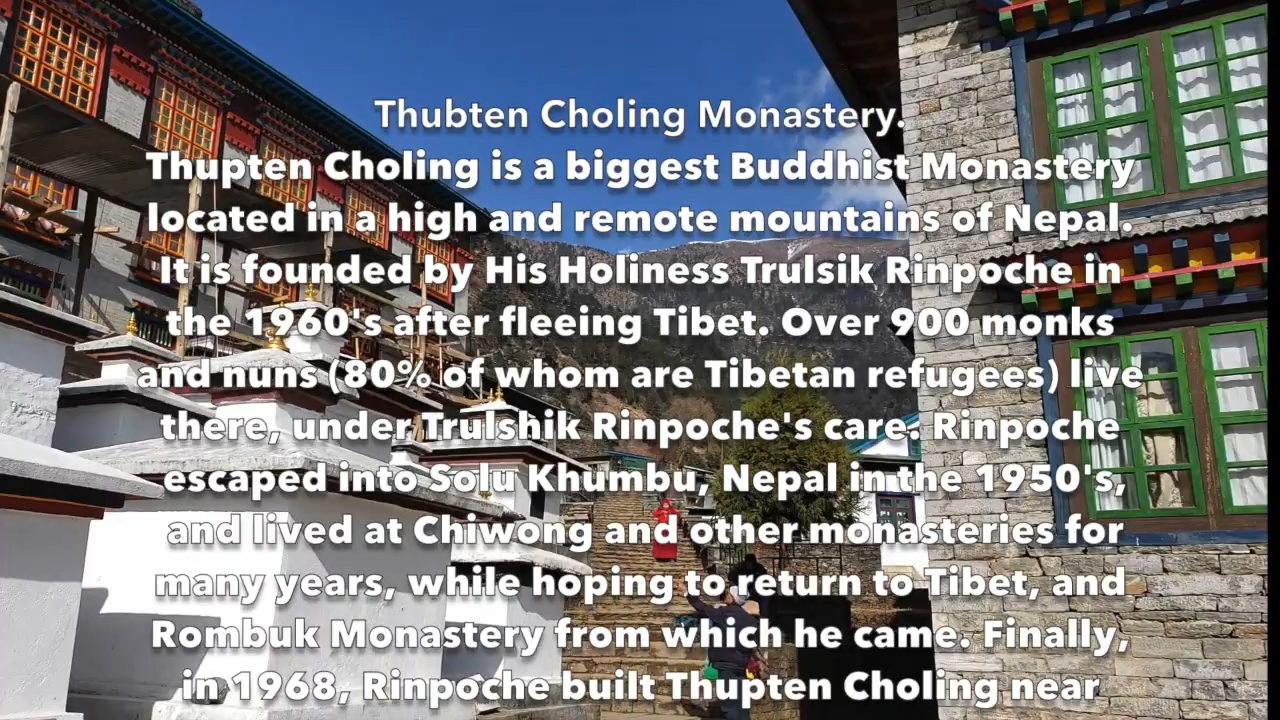 Thubten Choling Monastery.
Thupten Choling is a biggest Buddhist Monastery
located in a high and remote mountains of Nepal.
It is founded by His Holiness Trulsik Rinpoche in
the 1960's after fleeing Tibet. Over 900 monks
and nuns (80% of whom are Tibetan refugees) live
there, under Trulshik Rinpoche's care. Rinpoche
escaped into Solu Khumbu, Nepal in the 1950's,
and lived at Chiwong and other monasteries for
many years, while hoping to return to Tibet, and
Rombuk Monastery from which he came. Finally,
in 1968, Rinpoche built Thupten Choling near